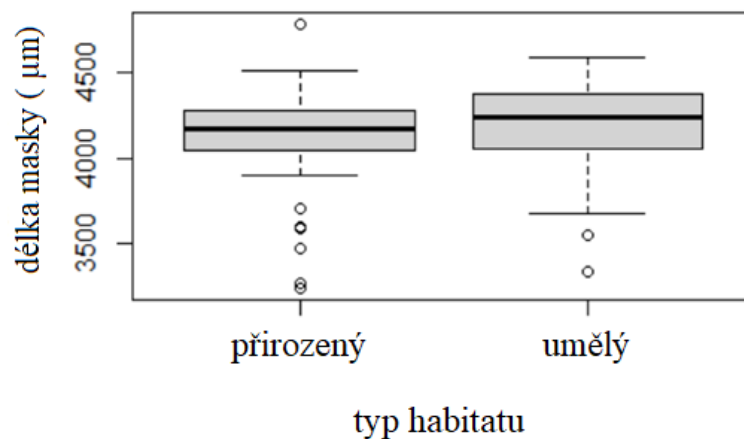 délka masky ( µm)
4500
4000
3500
přirozený umělý
typ habitatu